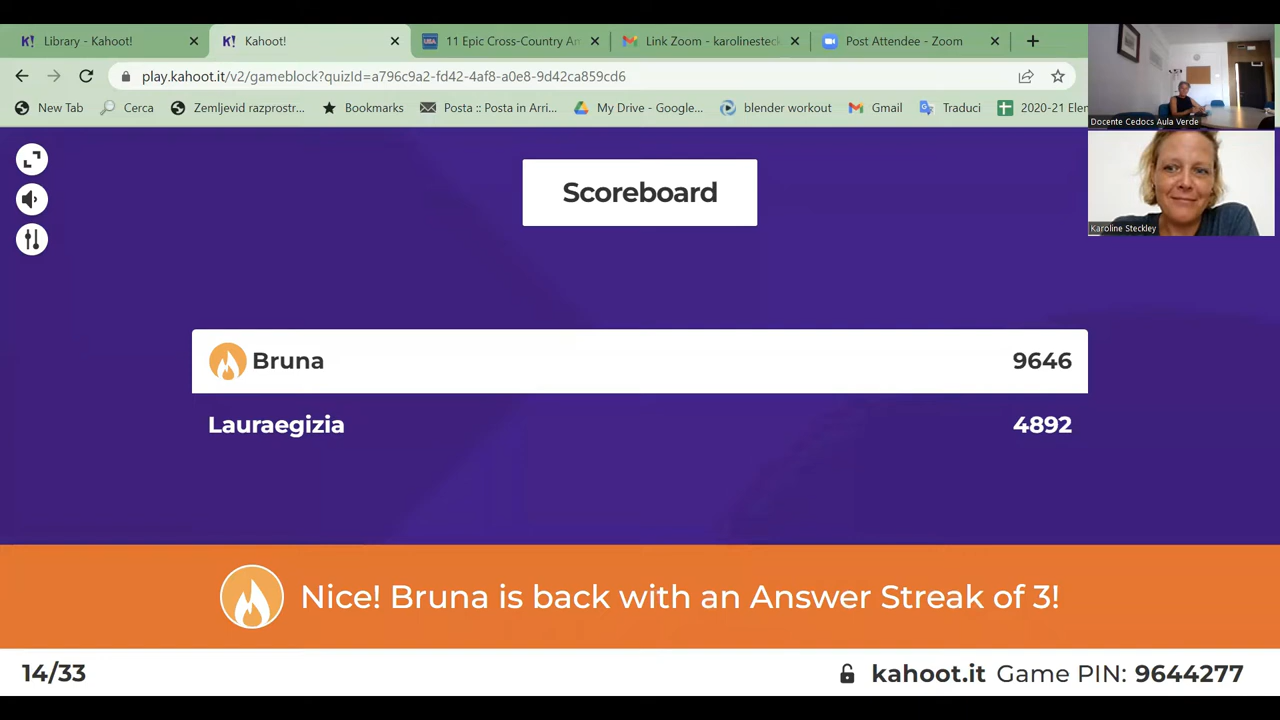 Library - Kahoot!
Kahoot!
11 Epic Cross-Country Am
Link Zoom - karolinesteck
Post Attendee - Zoom
play.kahoot.it/v2/gameblock?quizId=a796c9a2-fd42-4af8-a0e8-9d42ca859cd6
New Tab
Cerca
Zemljevid razprostr...
Bookmarks
Posta :: Posta in Arri...
My Drive - Google...
blender workout
Gmail
Traduci
2020-21 Elem
Docente Cedocs Aula Verde
Karoline Steckley
Scoreboard
Bruna 9646
Lauraegizia 4892
Nice! Bruna is back with an Answer Streak of 3!
14/33
kahoot.it Game PIN: 9644277